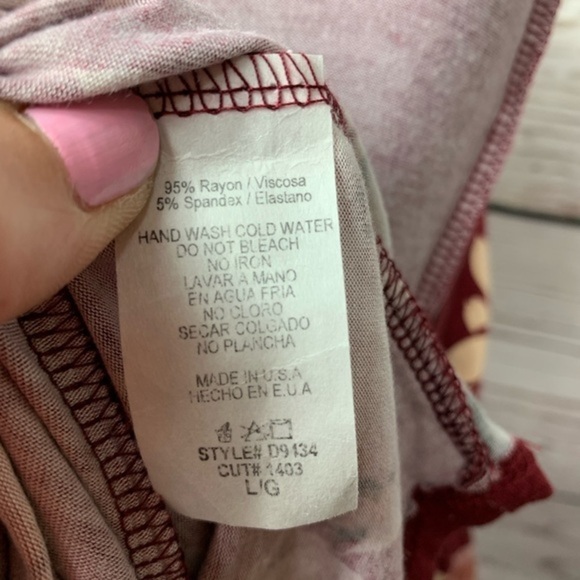 95% Rayon / Viscosa
5% Spandex / Elastano
HAND WASH COLD WATER
DO NOT BLEACH
NO IRON
LAVAR A MANO
EN AGUA FRIA
NO CLORO
SECAR COLGADO
NO PLANCHA
MADE IN U.S.A
HECHO EN E.U.A
STYLE# D9434
CUT# 1403
L'G